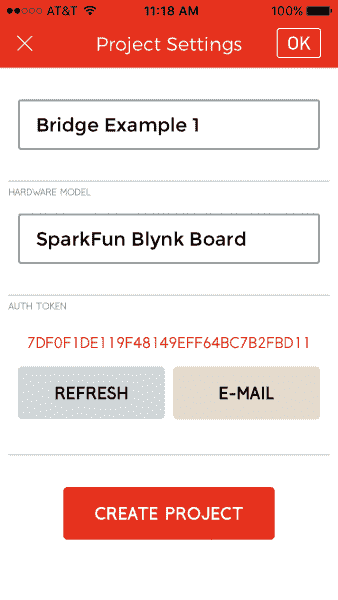 AT&T 11:18 AM 100%
Project Settings OK
Bridge Example 1
HARDWARE MODEL
SparkFun Blynk Board
AUTH TOKEN
7DF0F1DE119F48149EFF64BC7B2FBD11
REFRESH E-MAIL
CREATE PROJECT